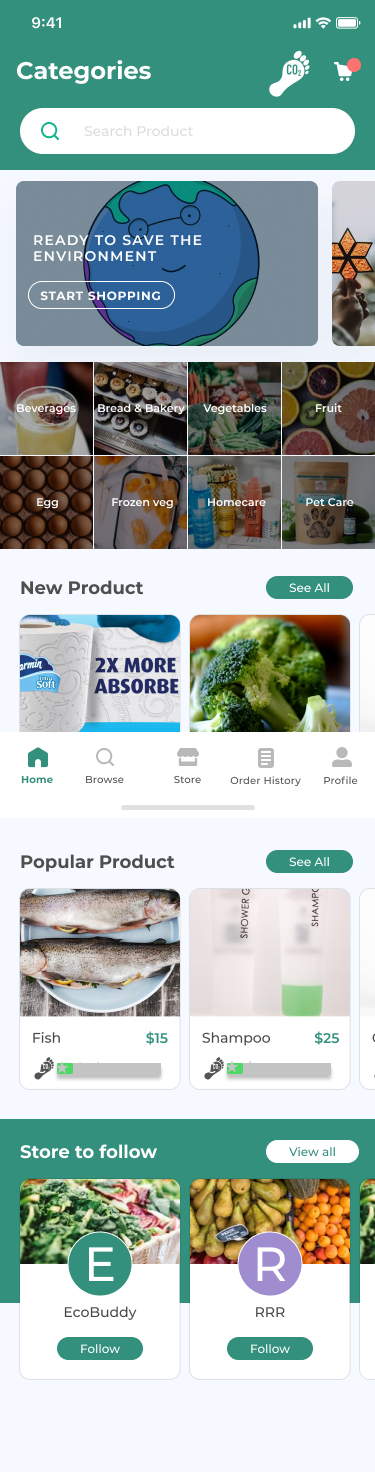 9:41
Categories
CO2
Search Product
READY TO SAVE THE
ENVIRONMENT
START SHOPPING
Beverages
Bread & Bakery
Vegetables
Fruit
Egg
Frozen veg
Homecare
Pet Care
New Product
See All
armin
ultra
Soft
2X MORE
ABSORBE
Home
Browse
Store
Order History
Profile
Popular Product
See All
SHOWER G
SHAMPO
Fish
$15
Shampoo
$25
Store to follow
View all
E
R
EcoBuddy
RRR
Follow
Follow